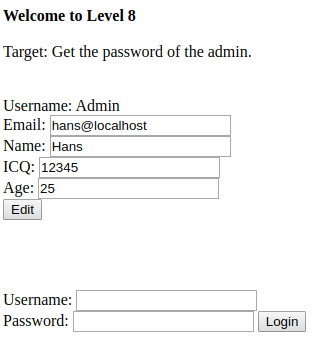 Welcome to Level 8
Target: Get the password of the admin.
Username: Admin
Email: hans@localhost
Name: Hans
ICQ: 12345
Age: 25
Edit
Username:
Password: Login